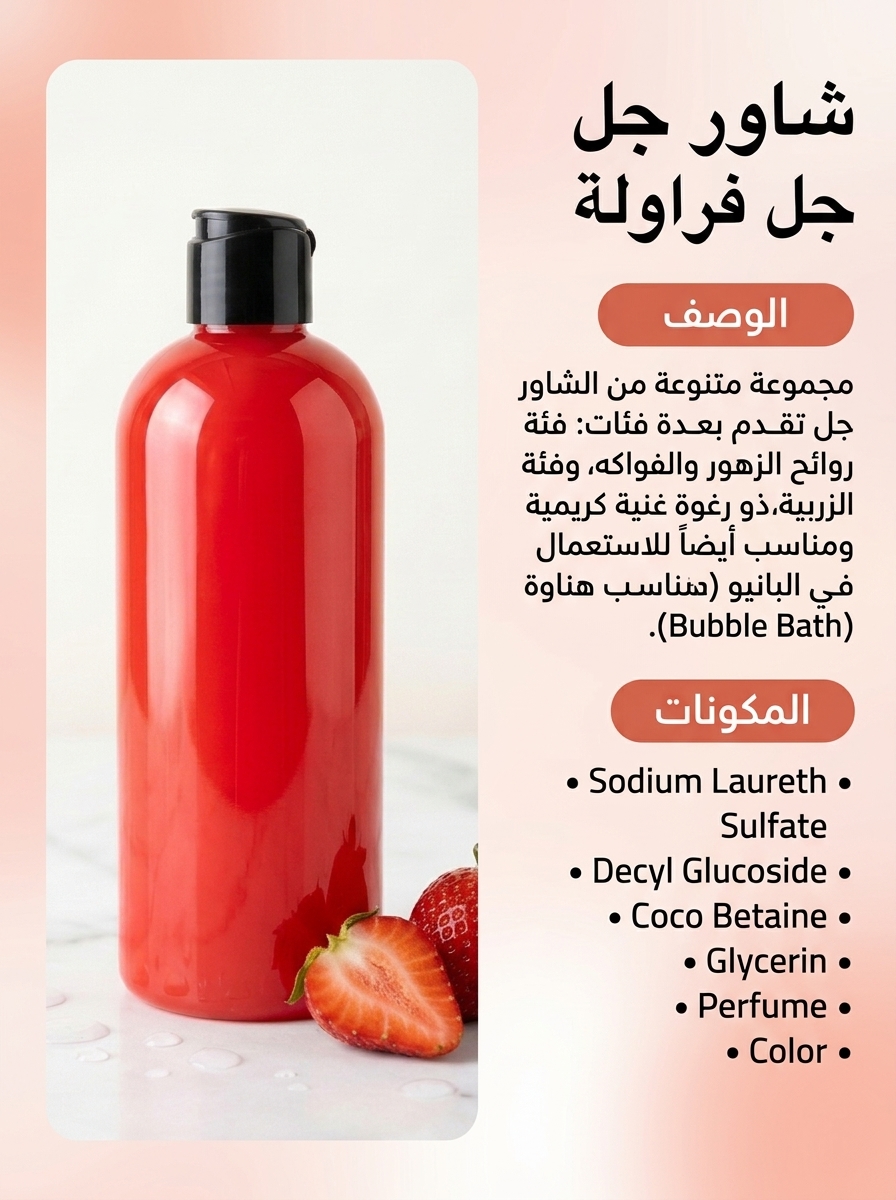 شاور جل
جل فراولة
الوصف
مجموعة متنوعة من الشاور
جل تقدم بعدة فئات: فئة
روائح الزهور والفواكه، وفئة
الزربية،ذو رغوة غنية كريمية
ومناسب أيضاً للاستعمال
في البانيو (مناسب هناوة
(Bubble Bath).
المكونات
• Sodium Laureth •
Sulfate
• Decyl Glucoside •
• Coco Betaine •
• Glycerin •
• Perfume •
• Color •